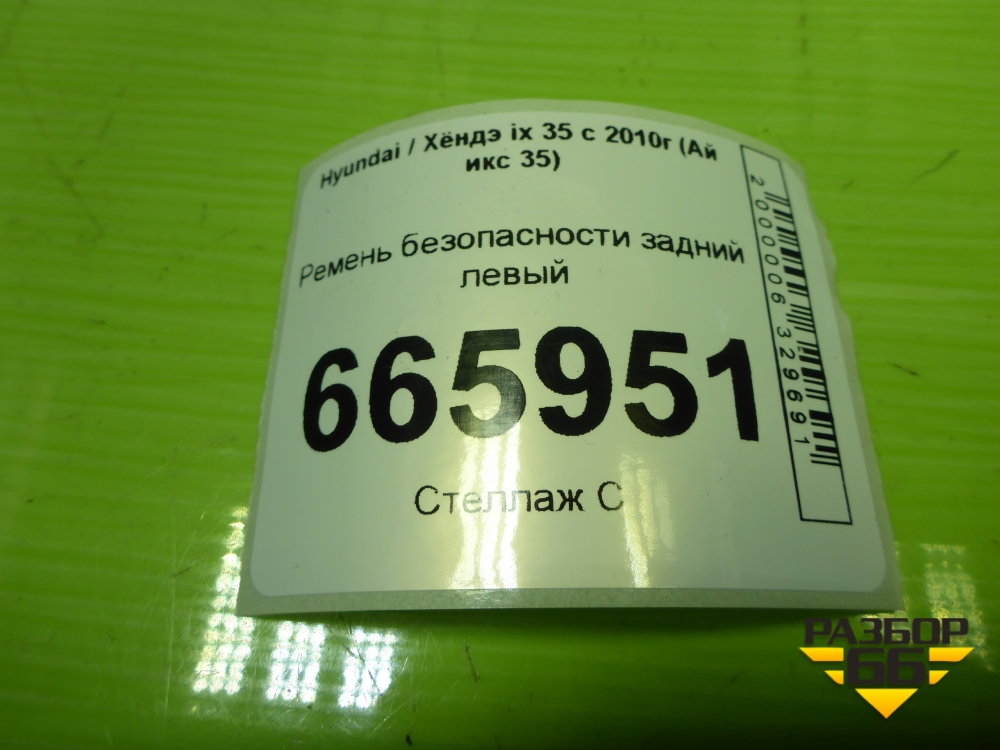 Hyundai / Хёндэ ix 35 с 2010г (Ай
икс 35)
Ремень безопасности задний
левый
665951
Стеллаж С
2000006329691
РАЗБОР
66